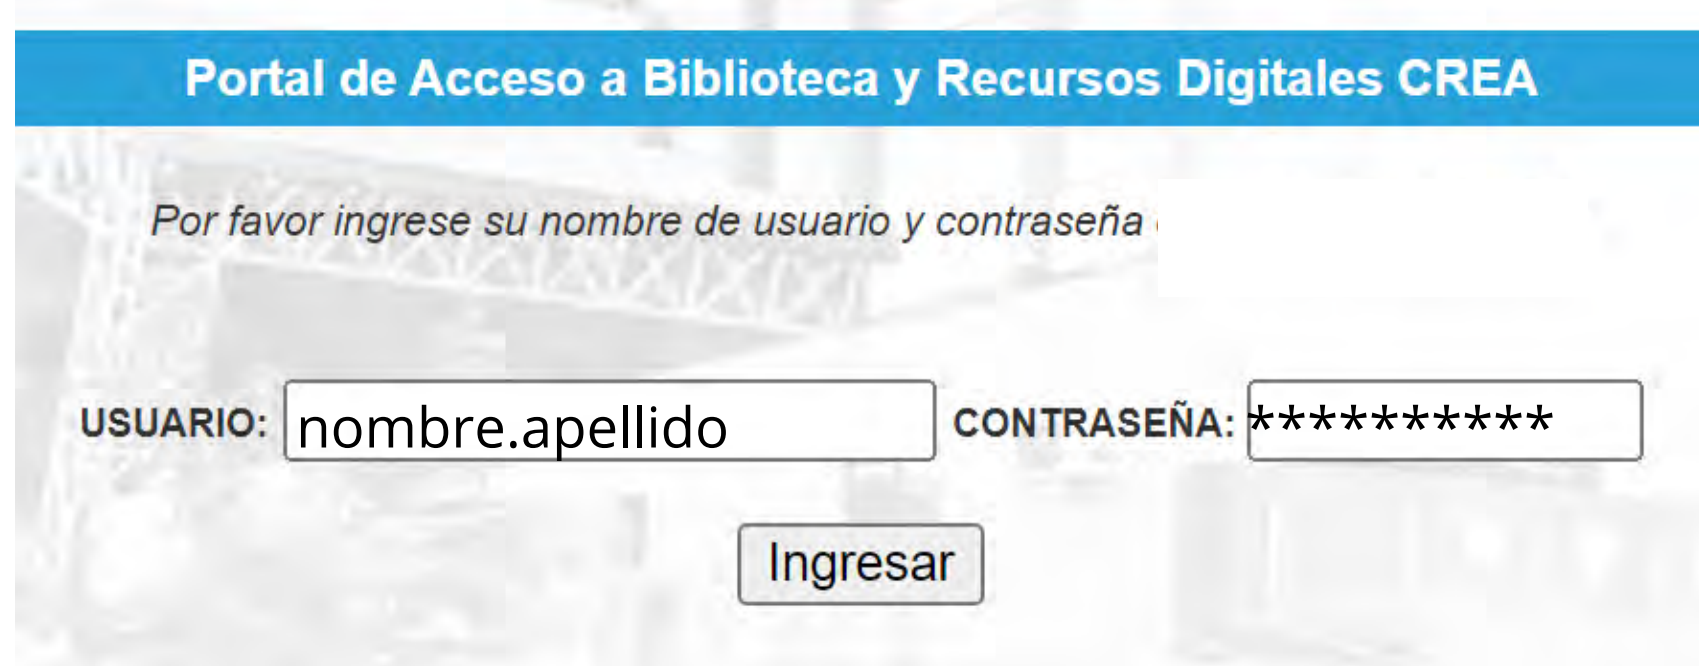 Portal de Acceso a Biblioteca y Recursos Digitales CREA
Por favor ingrese su nombre de usuario y contraseña
USUARIO: nombre.apellido CONTRASEÑA: **********
Ingresar